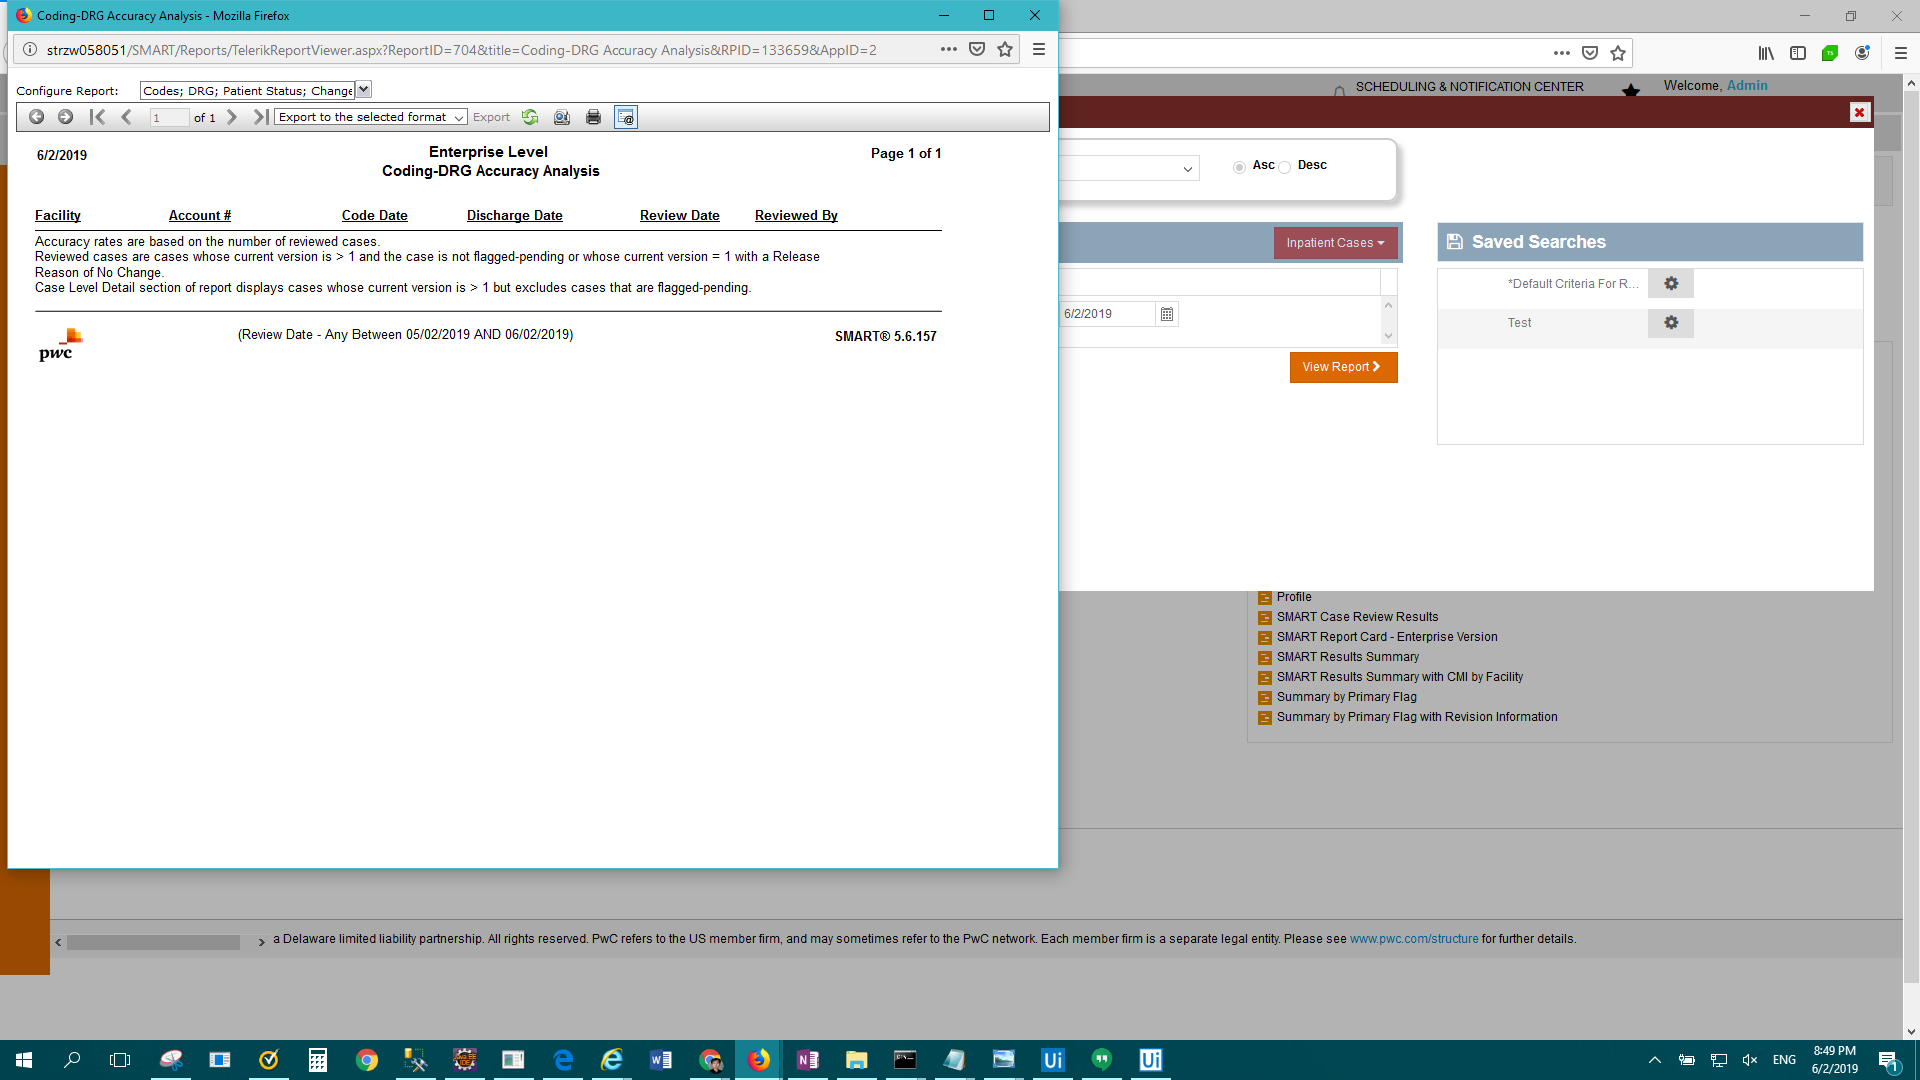 Coding-DRG Accuracy Analysis - Mozilla Firefox
strzw058051/SMART/Reports/TelerikReportViewer.aspx?ReportID=704&title=Coding-DRG Accuracy Analysis&RPID=133659&AppID=2
Configure Report: Codes; DRG; Patient Status; Change
1 of 1 Export to the selected format Export
6/2/2019 Enterprise Level Page 1 of 1
Coding-DRG Accuracy Analysis
Facility Account # Code Date Discharge Date Review Date Reviewed By
Accuracy rates are based on the number of reviewed cases.
Reviewed cases are cases whose current version is > 1 and the case is not flagged-pending or whose current version = 1 with a Release
Reason of No Change.
Case Level Detail section of report displays cases whose current version is > 1 but excludes cases that are flagged-pending.
pwc (Review Date - Any Between 05/02/2019 AND 06/02/2019) SMART® 5.6.157
SCHEDULING & NOTIFICATION CENTER Welcome, Admin
Asc Desc
Inpatient Cases
Saved Searches
*Default Criteria For R...
6/2/2019
Test
View Report
Profile
SMART Case Review Results
SMART Report Card - Enterprise Version
SMART Results Summary
SMART Results Summary with CMI by Facility
Summary by Primary Flag
Summary by Primary Flag with Revision Information
a Delaware limited liability partnership. All rights reserved. PwC refers to the US member firm, and may sometimes refer to the PwC network. Each member firm is a separate legal entity. Please see www.pwc.com/structure for further details.
ENG
8:49 PM
6/2/2019
1